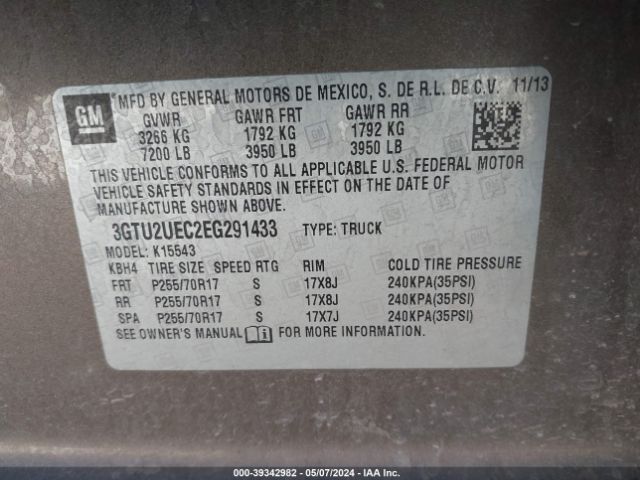 GM
MFD BY GENERAL MOTORS DE MEXICO, S. DE R.L. DE C.V. 11/13
GVWR GAWR FRT GAWR RR
3266 KG 1792 KG 1792 KG
7200 LB 3950 LB 3950 LB
THIS VEHICLE CONFORMS TO ALL APPLICABLE U.S. FEDERAL MOTOR
VEHICLE SAFETY STANDARDS IN EFFECT ON THE DATE OF
MANUFACTURE SHOWN ABOVE.
3GTU2UEC2EG291433 TYPE: TRUCK
MODEL: K15543
KBH4 TIRE SIZE SPEED RTG RIM COLD TIRE PRESSURE
FRT P255/70R17 S 17X8J 240KPA(35PSI)
RR P255/70R17 S 17X8J 240KPA(35PSI)
SPA P255/70R17 S 17X7J 240KPA(35PSI)
SEE OWNER'S MANUAL FOR MORE INFORMATION.
000-39342982 - 05/07/2024 - IAA Inc.